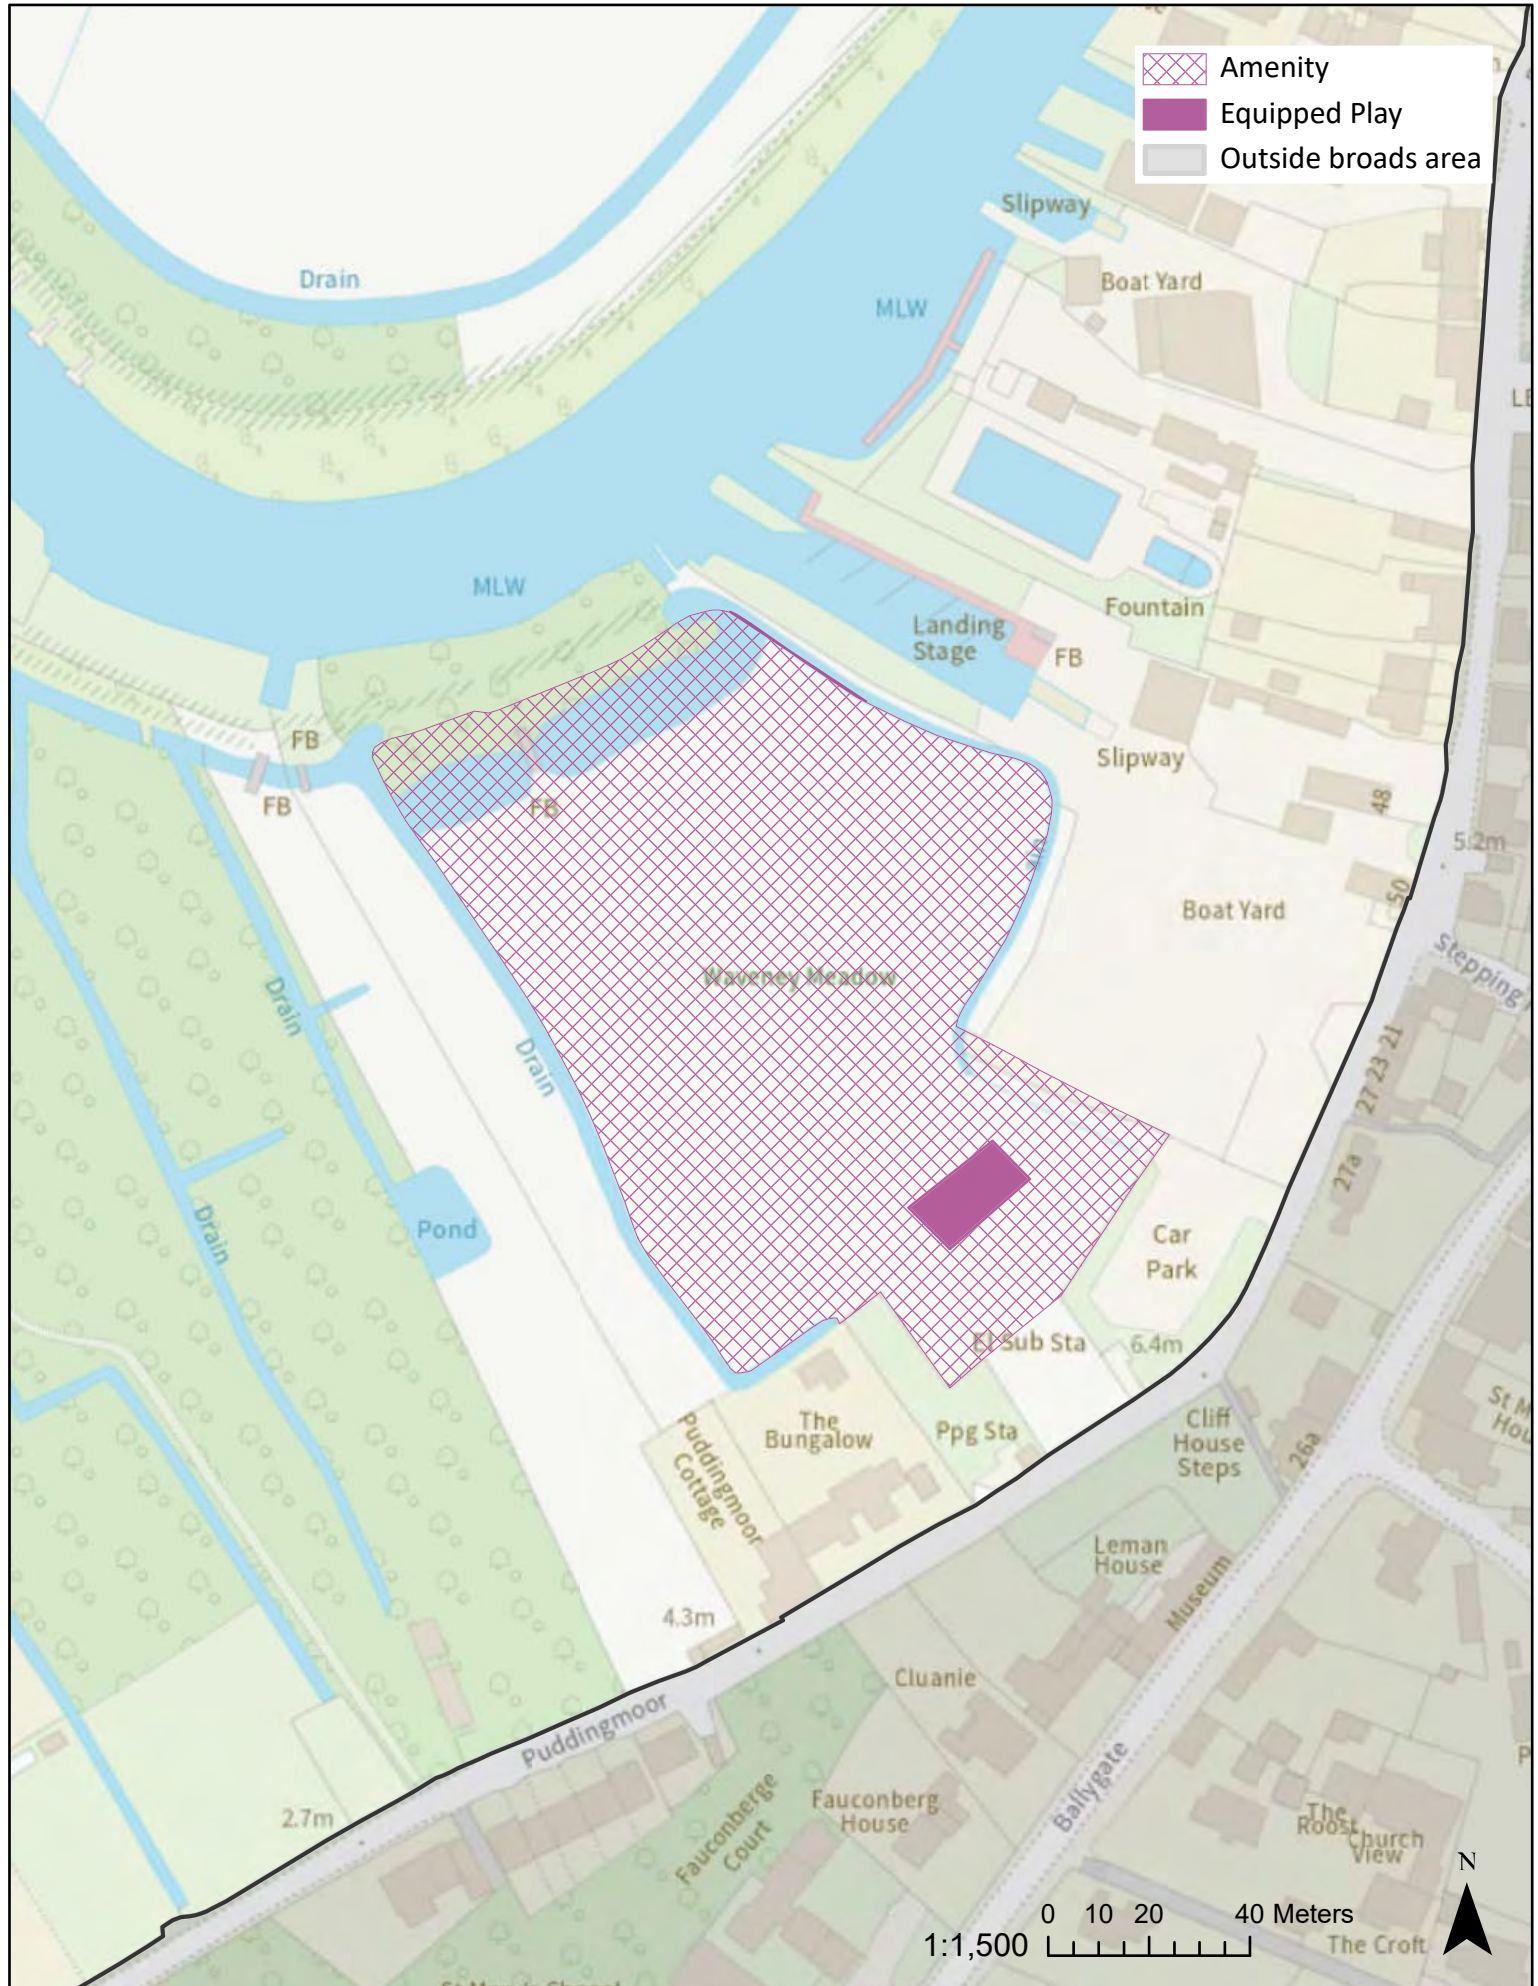 Amenity
Equipped Play
Outside broads area
Slipway
Boat Yard
Drain
MLW
MLW
Fountain
Landing
Stage
FB
Slipway
FB
FB
FB
48
5.2m
50
Boat Yard
Stepping
Waveney Meadow
Drain
Drain
21
23
27
27a
Drain
Pond
Car
Park
El Sub Sta
6.4m
The
Bungalow
Ppg Sta
Puddingmoor
Cottage
Cliff
House
Steps
26a
Leman
House
Museum
4.3m
Cluanie
Puddingmoor
Fauconberge
Court
Fauconberg
House
Ballygate
2.7m
The
Roost
Church
View
N
0 10 20 40 Meters
1:1,500
The Croft